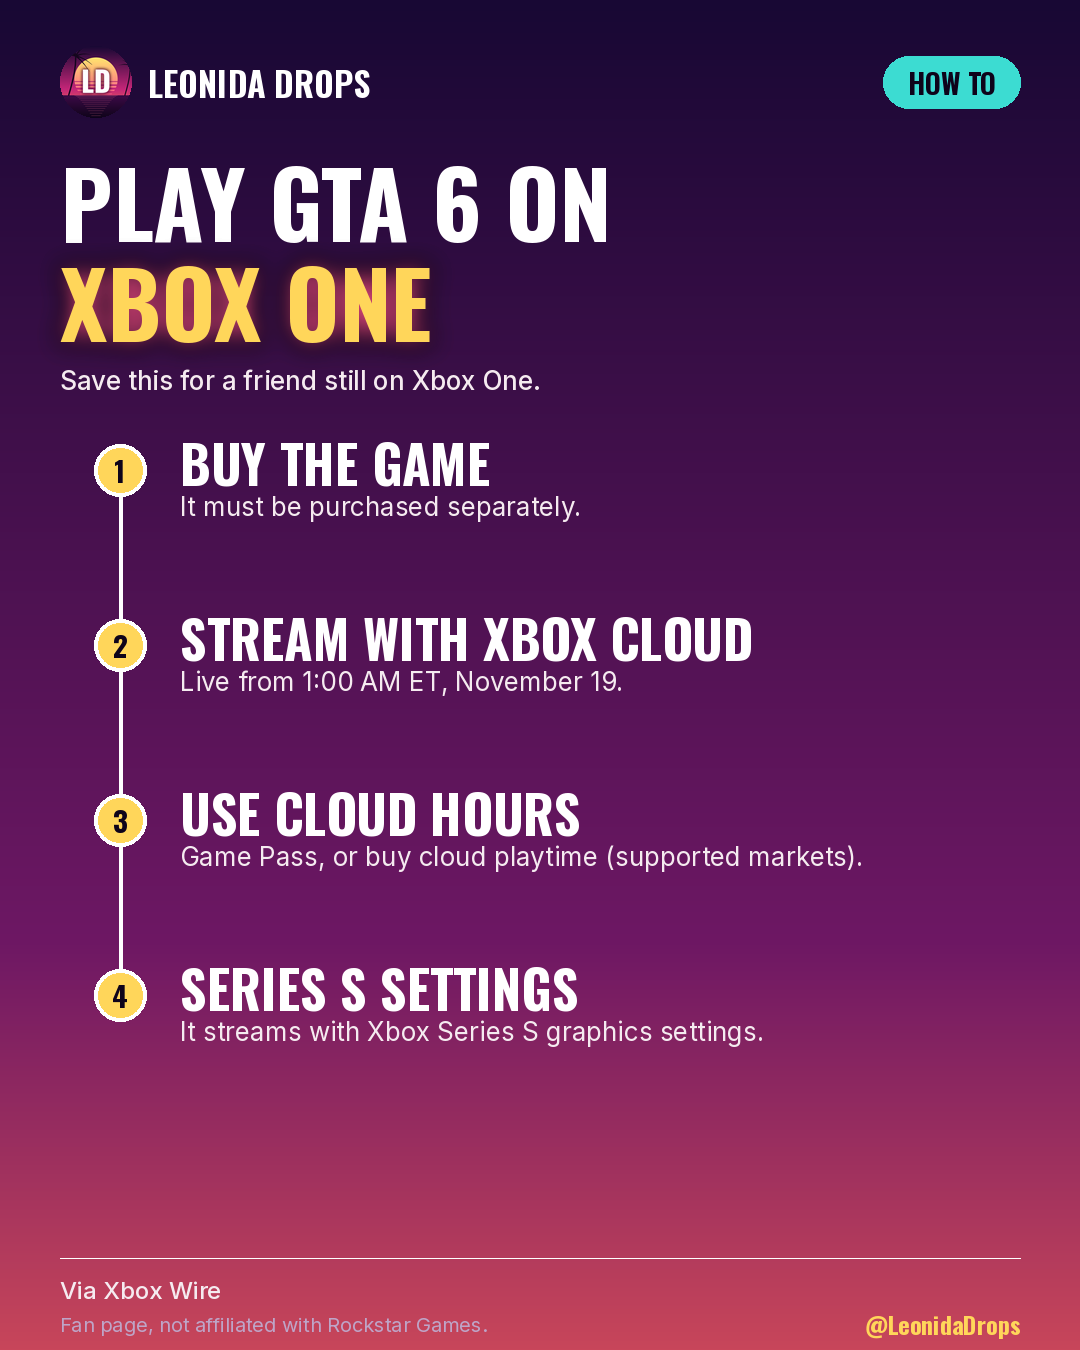 LD
LEONIDA DROPS
HOW TO
PLAY GTA 6 ON
XBOX ONE
Save this for a friend still on Xbox One.
1
BUY THE GAME
It must be purchased separately.
2
STREAM WITH XBOX CLOUD
Live from 1:00 AM ET, November 19.
3
USE CLOUD HOURS
Game Pass, or buy cloud playtime (supported markets).
4
SERIES S SETTINGS
It streams with Xbox Series S graphics settings.
Via Xbox Wire
Fan page, not affiliated with Rockstar Games.
@LeonidaDrops